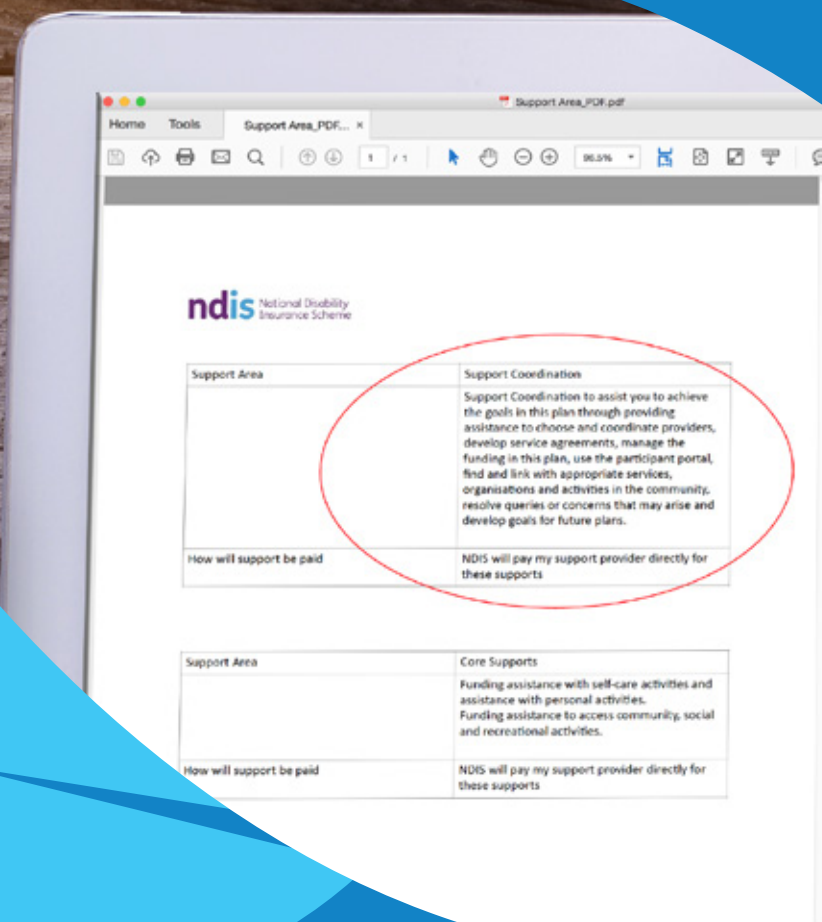 Support Area_PDF.pdf
Home Tools Support Area_PDF... ×
1 / 1 96.5%
ndis National Disability
Insurance Scheme
Support Area Support Coordination
Support Coordination to assist you to achieve
the goals in this plan through providing
assistance to choose and coordinate providers,
develop service agreements, manage the
funding in this plan, use the participant portal,
find and link with appropriate services,
organisations and activities in the community,
resolve queries or concerns that may arise and
develop goals for future plans.
How will support be paid NDIS will pay my support provider directly for
these supports
Support Area Core Supports
Funding assistance with self-care activities and
assistance with personal activities.
Funding assistance to access community, social
and recreational activities.
How will support be paid NDIS will pay my support provider directly for
these supports